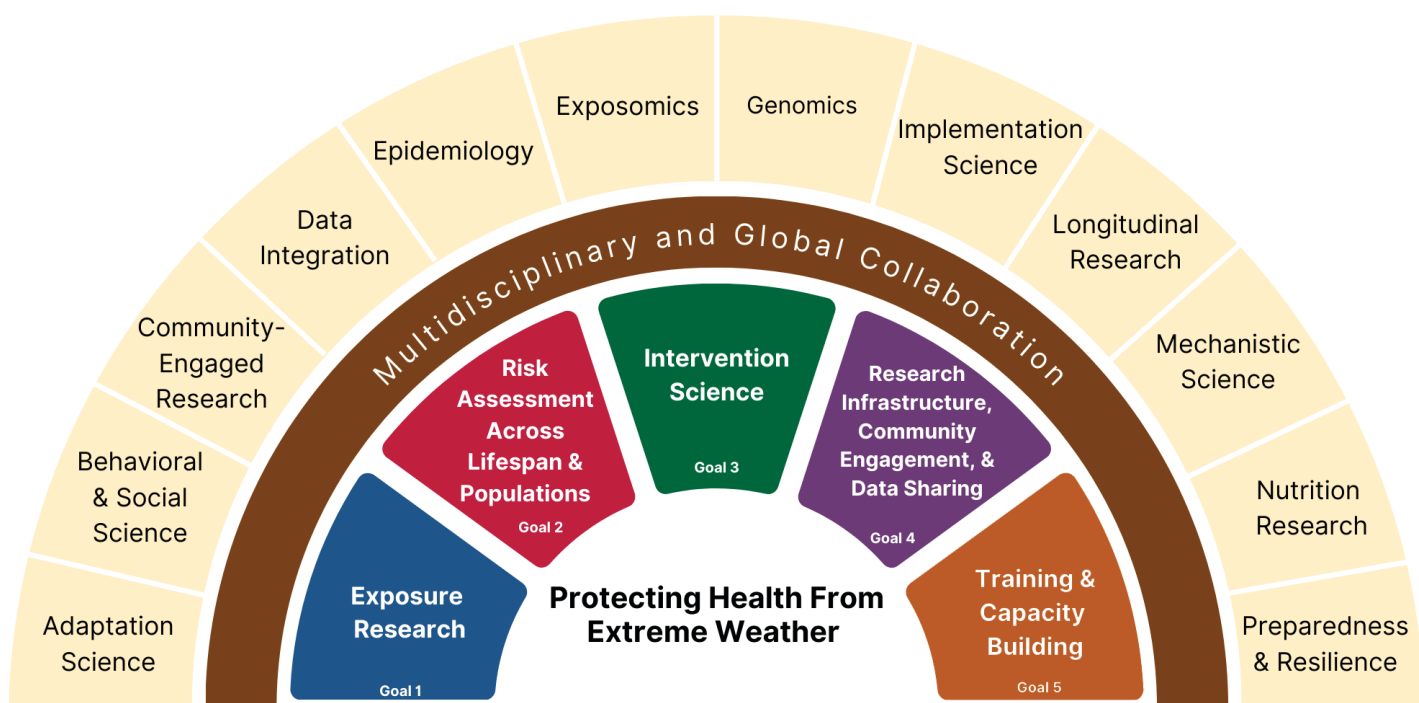 Adaptation
Science
Behavioral
& Social
Science
Community-
Engaged
Research
Data
Integration
Epidemiology
Exposomics
Genomics
Implementation
Science
Longitudinal
Research
Mechanistic
Science
Nutrition
Research
Preparedness
& Resilience
Multidisciplinary and Global Collaboration
Exposure
Research
Goal 1
Risk
Assessment
Across
Lifespan &
Populations
Goal 2
Intervention
Science
Goal 3
Research
Infrastructure,
Community
Engagement, &
Data Sharing
Goal 4
Training &
Capacity
Building
Goal 5
Protecting Health From
Extreme Weather